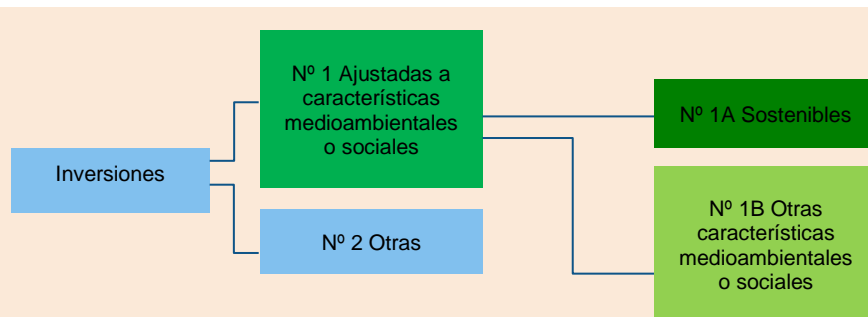 Inversiones
Nº 1 Ajustadas a
características
medioambientales
o sociales
Nº 2 Otras
Nº 1A Sostenibles
Nº 1B Otras
características
medioambientales
o sociales